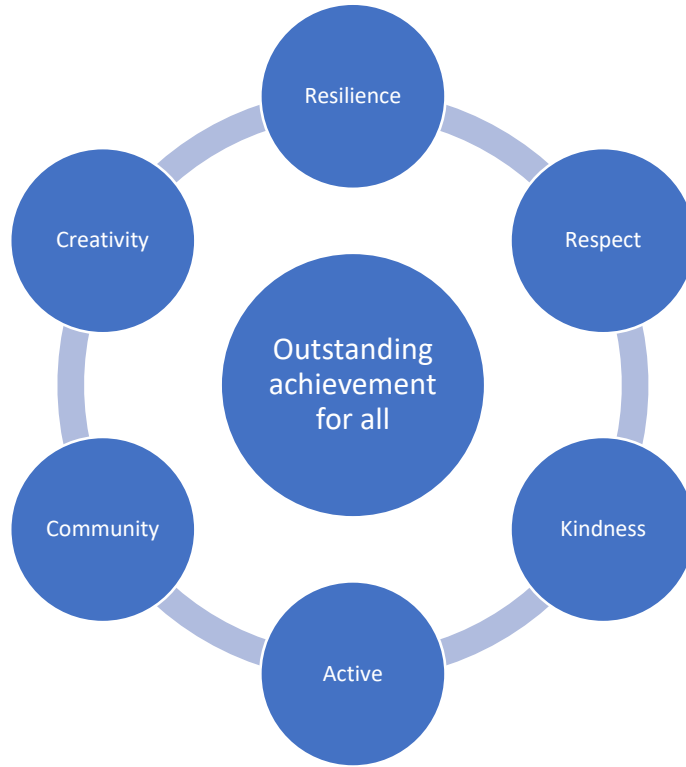 Resilience
Respect
Kindness
Active
Community
Creativity
Outstanding
achievement
for all